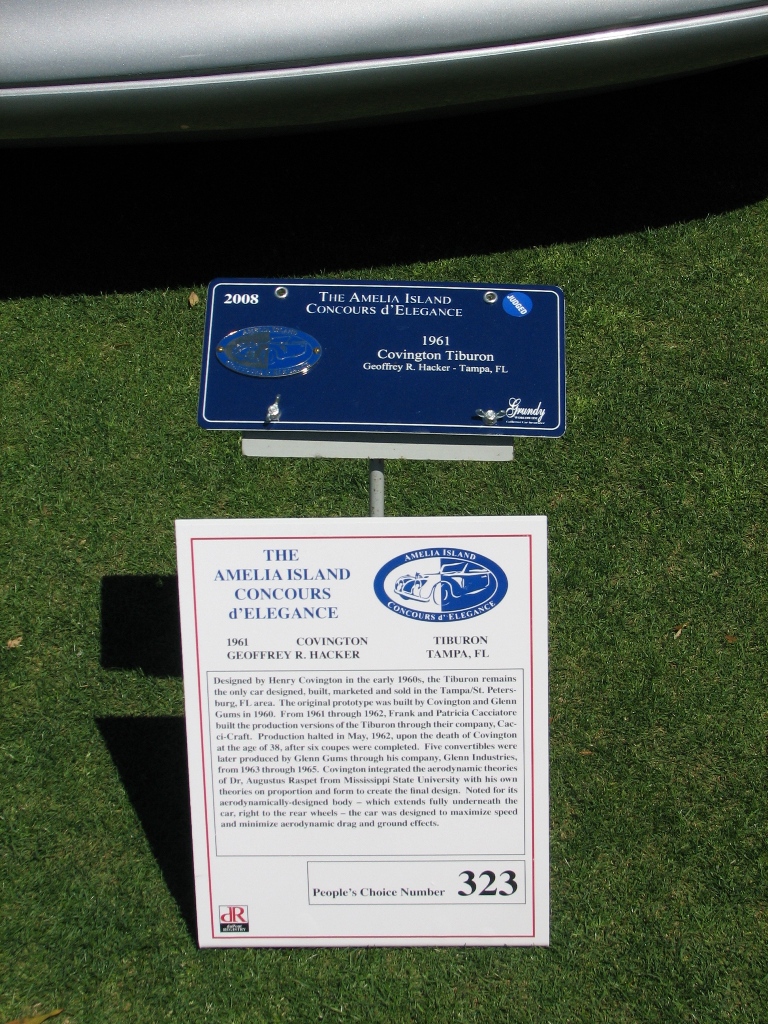 2008
THE AMELIA ISLAND
CONCOURS d'ELEGANCE
JUDGED
1961
Covington Tiburon
Geoffrey R. Hacker - Tampa, FL
Grundy
THE
AMELIA ISLAND
CONCOURS
d'ELEGANCE
AMELIA ISLAND
CONCOURS d' ELEGANCE
1961 COVINGTON TIBURON
GEOFFREY R. HACKER TAMPA, FL
Designed by Henry Covington in the early 1960s, the Tiburon remains
the only car designed, built, marketed and sold in the Tampa/St. Peters-
burg, FL area. The original prototype was built by Covington and Glenn
Gums in 1960. From 1961 through 1962, Frank and Patricia Cacciatore
built the production versions of the Tiburon through their company, Cac-
ci-Craft. Production halted in May, 1962, upon the death of Covington
at the age of 38, after six coupes were completed. Five convertibles were
later produced by Glenn Gums through his company, Glenn Industries,
from 1963 through 1965. Covington integrated the aerodynamic theories
of Dr, Augustus Raspet from Mississippi State University with his own
theories on proportion and form to create the final design. Noted for its
aerodynamically-designed body – which extends fully underneath the
car, right to the rear wheels – the car was designed to maximize speed
and minimize aerodynamic drag and ground effects.
People's Choice Number 323
dR
REGISTRY